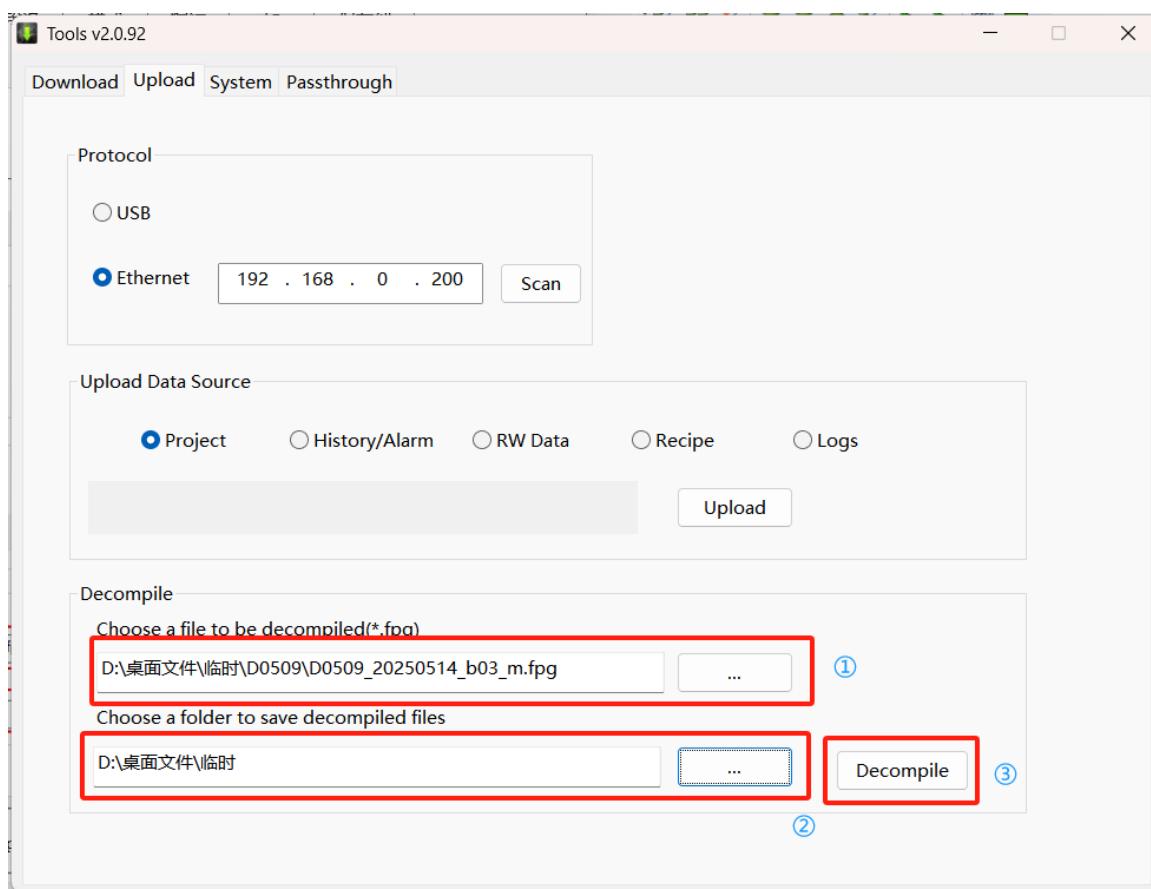 Tools v2.0.92
Download Upload System Passthrough
Protocol
USB
Ethernet 192 . 168 . 0 . 200 Scan
Upload Data Source
Project History/Alarm RW Data Recipe Logs
Upload
Decompile
Choose a file to be decompiled(*.fpg)
D:\桌面文件\临时\D0509\D0509_20250514_b03_m.fpg ... ①
Choose a folder to save decompiled files
D:\桌面文件\临时 ... Decompile ③
②